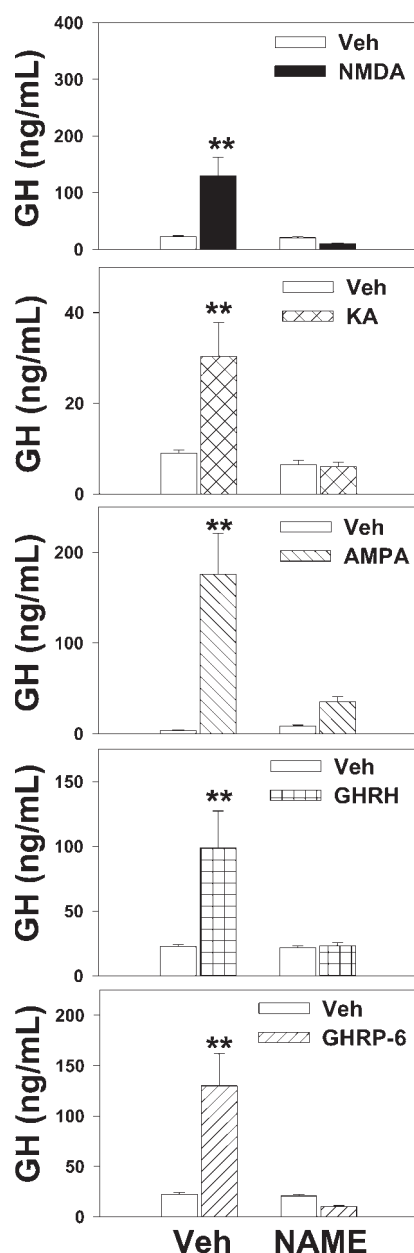 GH (ng/mL)
400
300
200
100
0
Veh
NMDA
**
GH (ng/mL)
40
20
0
Veh
KA
**
GH (ng/mL)
200
100
0
Veh
AMPA
**
GH (ng/mL)
150
100
50
0
Veh
GHRH
**
GH (ng/mL)
200
150
100
50
0
Veh
GHRP-6
**
Veh NAME